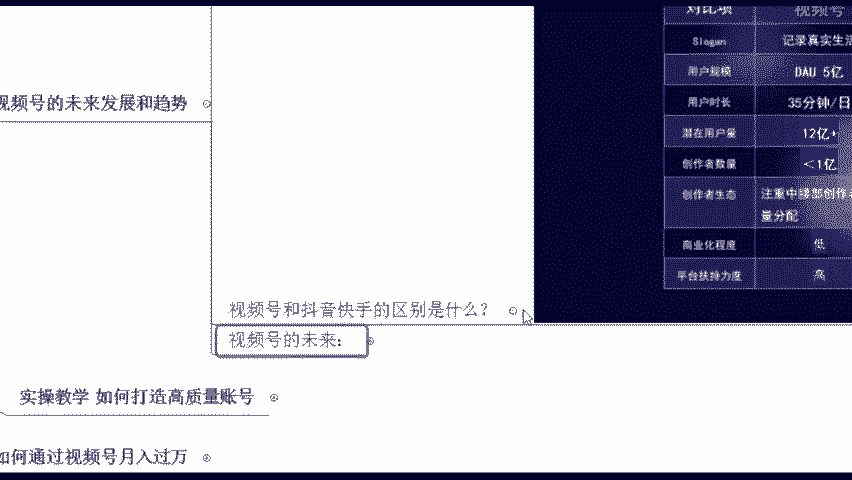 对比项 视频号
Slogan 记录真实生活
用户规模 DAU 5亿
视频号的未来发展和趋势
用户时长 35分钟/日
潜在用户量 12亿+
创作者数量 <1亿
创作者生态 注重中腰部创作者
量分配
商业化程度 低
平台扶持力度 高
视频号和抖音快手的区别是什么？
视频号的未来：
实操教学 如何打造高质量账号
如何通过视频号月入过万